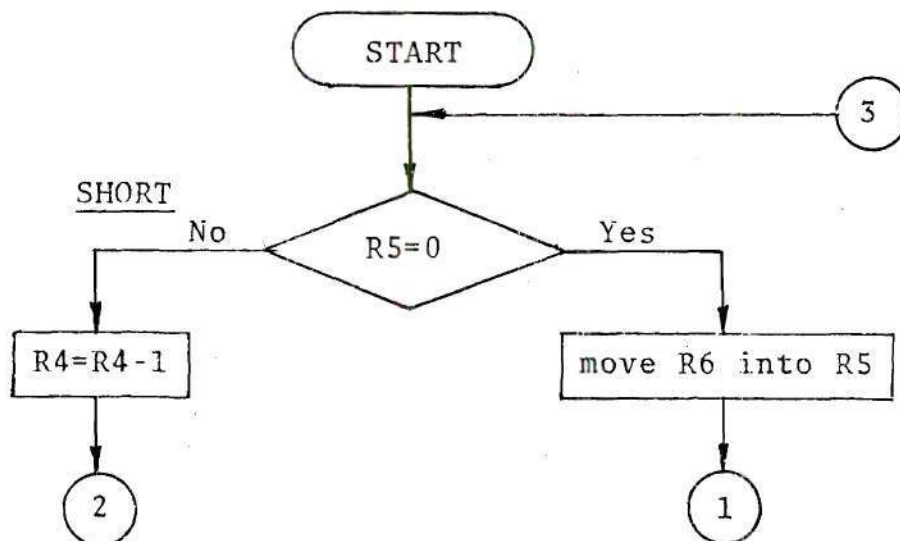 START
3
SHORT
No
R5=0
Yes
R4=R4-1
move R6 into R5
2
1